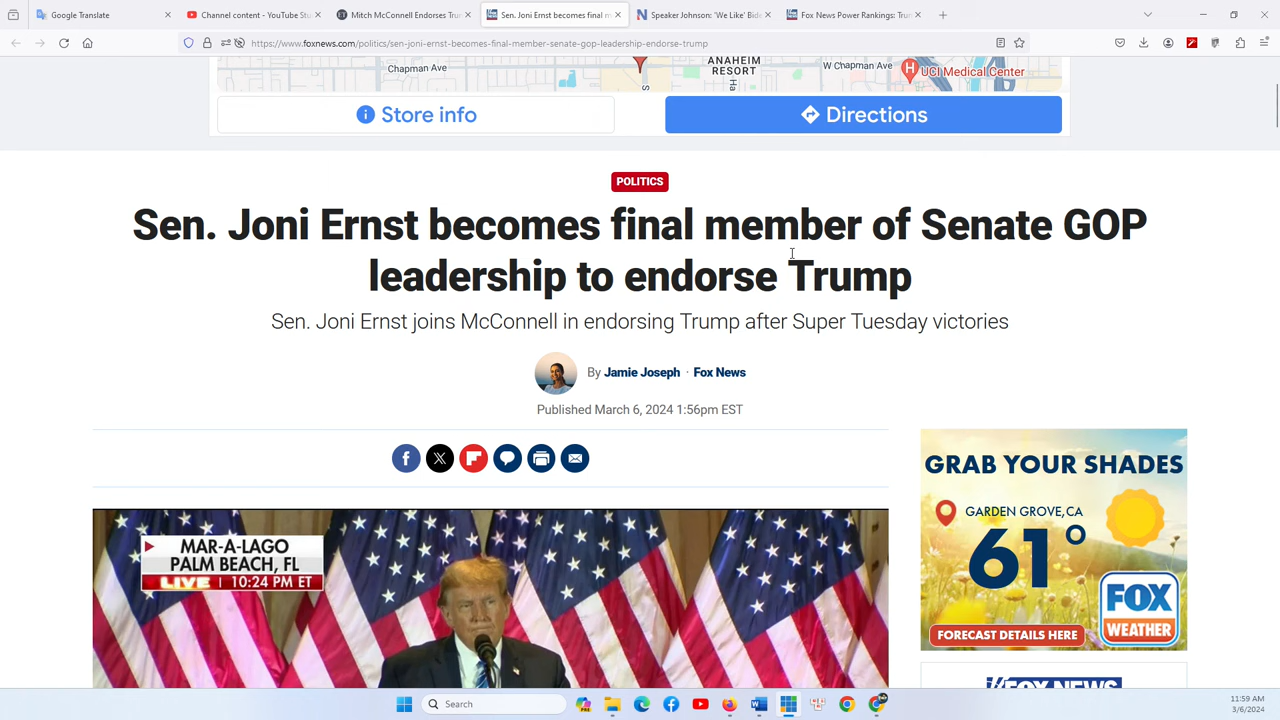 Google Translate
Channel content - YouTube Stu
Mitch McConnell Endorses Trum
Sen. Joni Ernst becomes final m
Speaker Johnson: 'We Like' Bid
Fox News Power Rankings: Tru
https://www.foxnews.com/politics/sen-joni-ernst-becomes-final-member-senate-gop-leadership-endorse-trump
Chapman Ave
ANAHEIM
RESORT
W Chapman Ave
UCI Medical Center
Store info
Directions
POLITICS
Sen. Joni Ernst becomes final member of Senate GOP
leadership to endorse Trump
Sen. Joni Ernst joins McConnell in endorsing Trump after Super Tuesday victories
By Jamie Joseph · Fox News
Published March 6, 2024 1:56pm EST
MAR-A-LAGO
PALM BEACH, FL
LIVE | 10:24 PM ET
GRAB YOUR SHADES
GARDEN GROVE,CA
61°
FOX
WEATHER
FORECAST DETAILS HERE
FOX NEWS
Search
11:59 AM
3/6/2024